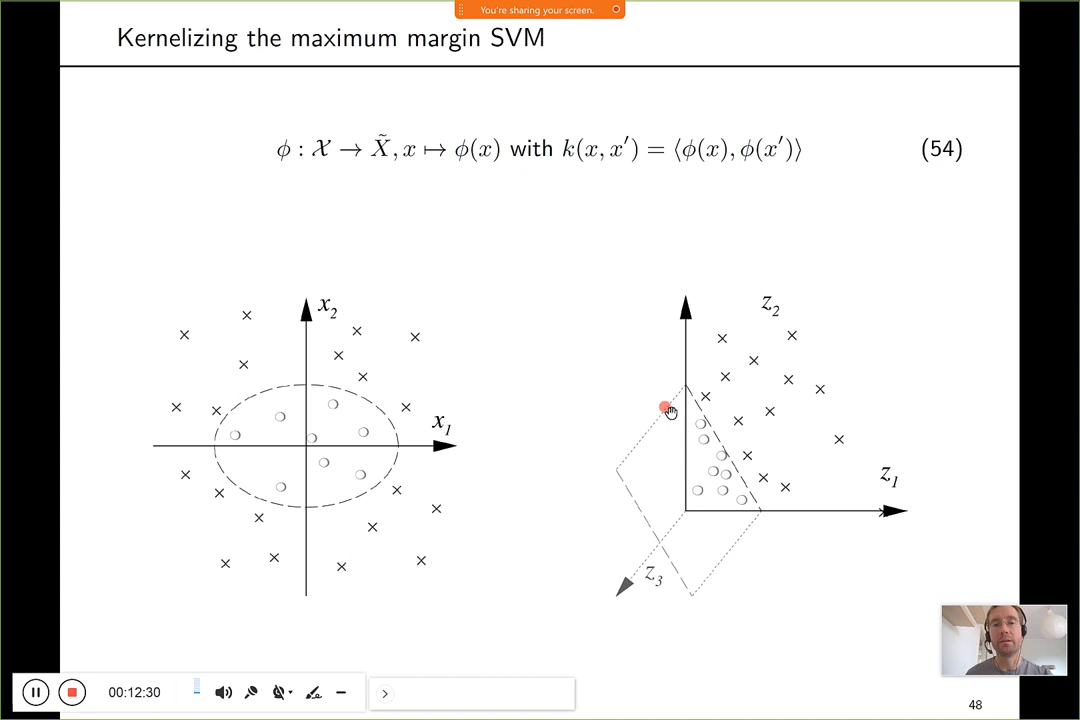 You're sharing your screen.
Kernelizing the maximum margin SVM
ϕ : 𝒳 → X̃, x ↦ ϕ(x) with k(x, x′) = ⟨ϕ(x), ϕ(x′)⟩ (54)
x₂
x₁
z₂
z₁
z₃
00:12:30
48